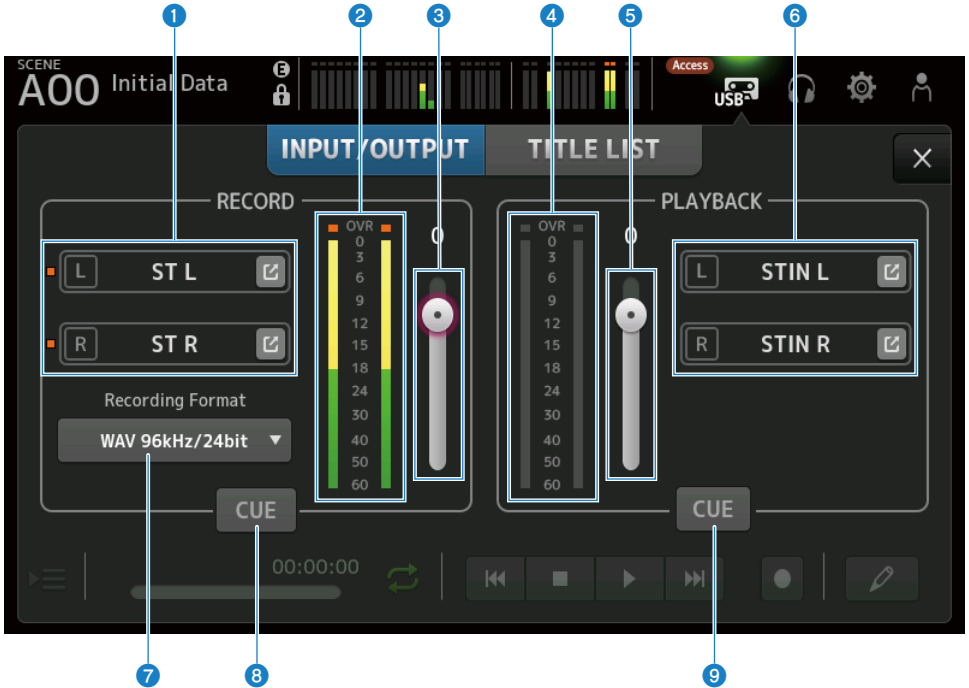 1 2 3 4 5 6
SCENE
A00 Initial Data
E
Access
USB
INPUT/OUTPUT TITLE LIST
RECORD
L ST L
R ST R
Recording Format
WAV 96kHz/24bit
CUE
OVR
0
3
6
9
12
15
18
24
30
40
50
60
0
PLAYBACK
OVR
0
3
6
9
12
15
18
24
30
40
50
60
0
L STIN L
R STIN R
CUE
00:00:00
7 8 9